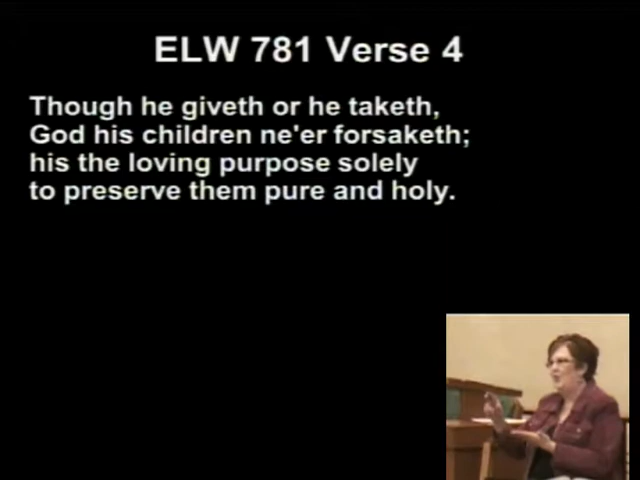 ELW 781 Verse 4
Though he giveth or he taketh,
God his children ne'er forsaketh;
his the loving purpose solely
to preserve them pure and holy.